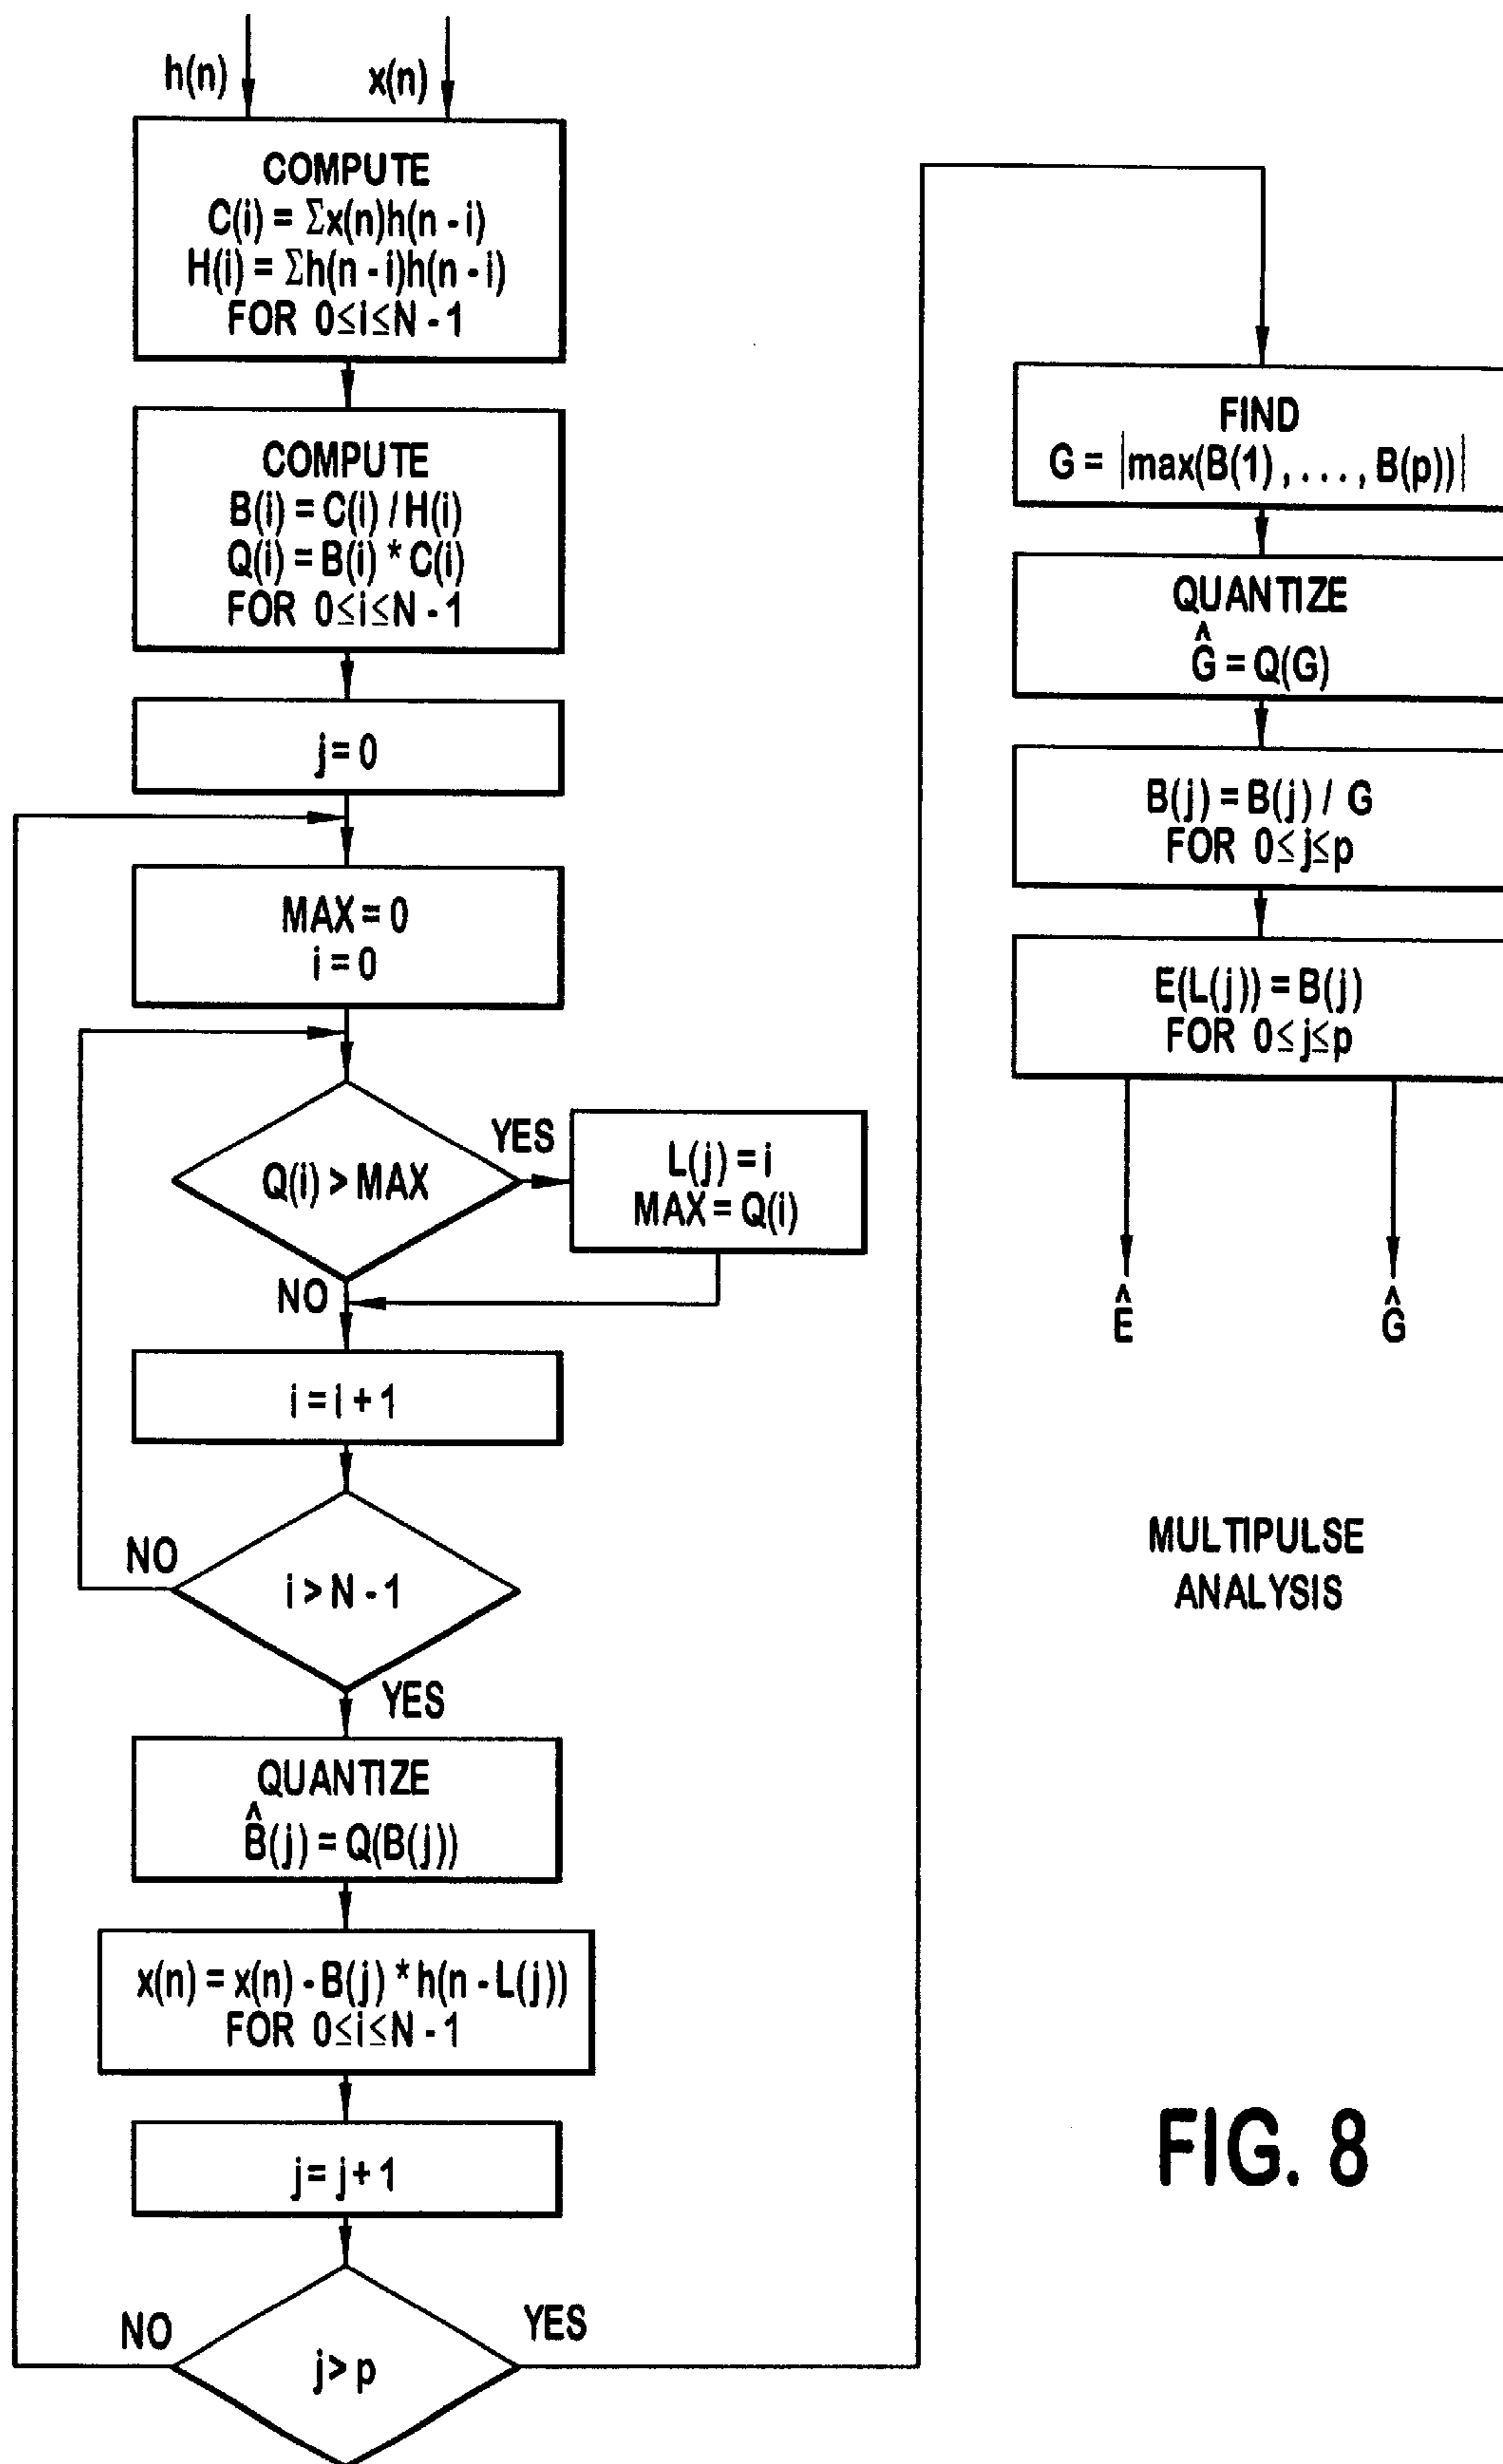 h(n)
x(n)
COMPUTE
C(i) = Σx(n)h(n - i)
H(i) = Σh(n - i)h(n - i)
FOR 0≤i≤N - 1
COMPUTE
B(i) = C(i) / H(i)
Q(i) = B(i) * C(i)
FOR 0≤i≤N - 1
j = 0
MAX = 0
i = 0
Q(i) > MAX
YES
L(j) = i
MAX = Q(i)
NO
i = i + 1
NO
i > N - 1
YES
QUANTIZE
B̂(j) = Q(B(j))
x(n) = x(n) - B(j) * h(n - L(j))
FOR 0≤i≤N - 1
j = j + 1
NO
j > p
YES
FIND
G = |max(B(1) , . . . , B(p))|
QUANTIZE
Ĝ = Q(G)
B(j) = B(j) / G
FOR 0≤j≤p
E(L(j)) = B(j)
FOR 0≤j≤p
Ê
Ĝ
MULTIPULSE
ANALYSIS
FIG. 8